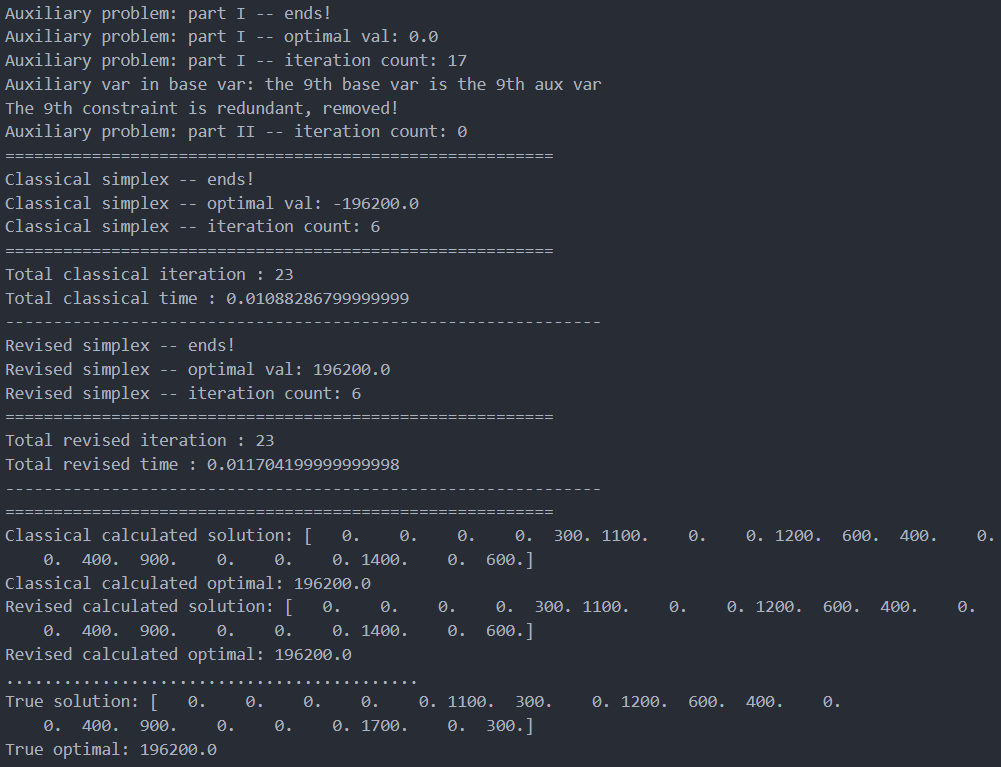 Auxiliary problem: part I -- ends!
Auxiliary problem: part I -- optimal val: 0.0
Auxiliary problem: part I -- iteration count: 17
Auxiliary var in base var: the 9th base var is the 9th aux var
The 9th constraint is redundant, removed!
Auxiliary problem: part II -- iteration count: 0
=========================================================
Classical simplex -- ends!
Classical simplex -- optimal val: -196200.0
Classical simplex -- iteration count: 6
=========================================================
Total classical iteration : 23
Total classical time : 0.01088286799999999
--------------------------------------------------------------
Revised simplex -- ends!
Revised simplex -- optimal val: 196200.0
Revised simplex -- iteration count: 6
=========================================================
Total revised iteration : 23
Total revised time : 0.011704199999999998
--------------------------------------------------------------
=========================================================
Classical calculated solution: [   0.    0.    0.    0.  300. 1100.    0.    0. 1200.  600.  400.    0.
    0.  400.  900.    0.    0.    0. 1400.    0.  600.]
Classical calculated optimal: 196200.0
Revised calculated solution: [   0.    0.    0.    0.  300. 1100.    0.    0. 1200.  600.  400.    0.
    0.  400.  900.    0.    0.    0. 1400.    0.  600.]
Revised calculated optimal: 196200.0
...........................................
True solution: [   0.    0.    0.    0.    0. 1100.  300.    0. 1200.  600.  400.    0.
    0.  400.  900.    0.    0.    0. 1700.    0.  300.]
True optimal: 196200.0